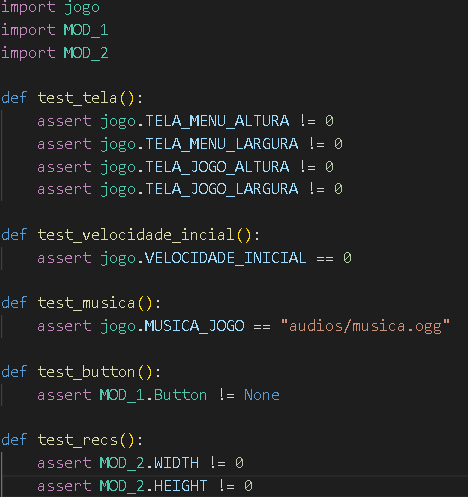 import jogo
import MOD_1
import MOD_2

def test_tela():
    assert jogo.TELA_MENU_ALTURA != 0
    assert jogo.TELA_MENU_LARGURA != 0
    assert jogo.TELA_JOGO_ALTURA != 0
    assert jogo.TELA_JOGO_LARGURA != 0

def test_velocidade_incial():
    assert jogo.VELOCIDADE_INICIAL == 0

def test_musica():
    assert jogo.MUSICA_JOGO == "audios/musica.ogg"

def test_button():
    assert MOD_1.Button != None

def test_recs():
    assert MOD_2.WIDTH != 0
    assert MOD_2.HEIGHT != 0